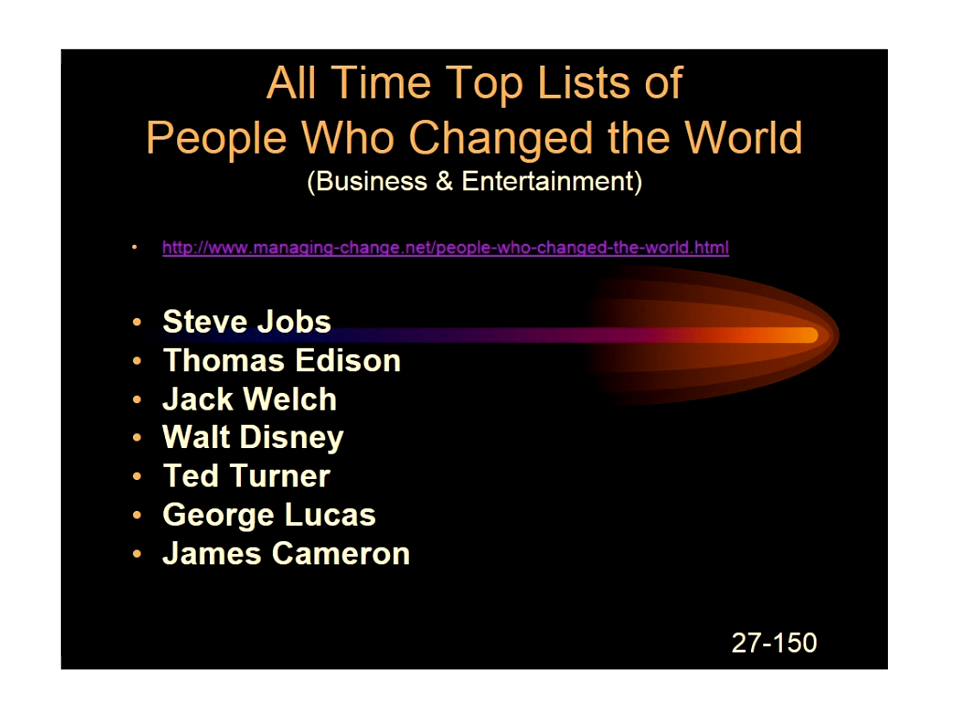 All Time Top Lists of
People Who Changed the World
(Business & Entertainment)
• http://www.managing-change.net/people-who-changed-the-world.html
• Steve Jobs
• Thomas Edison
• Jack Welch
• Walt Disney
• Ted Turner
• George Lucas
• James Cameron
27-150